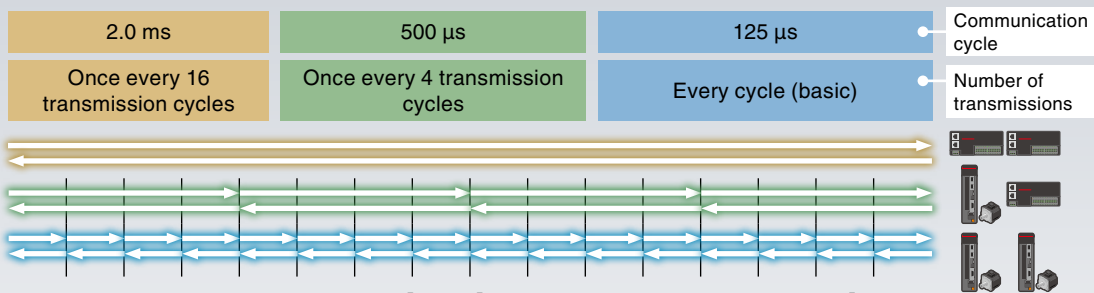 2.0 ms
500 μs
125 μs
Communication
cycle
Once every 16
transmission cycles
Once every 4 transmission
cycles
Every cycle (basic)
Number of
transmissions